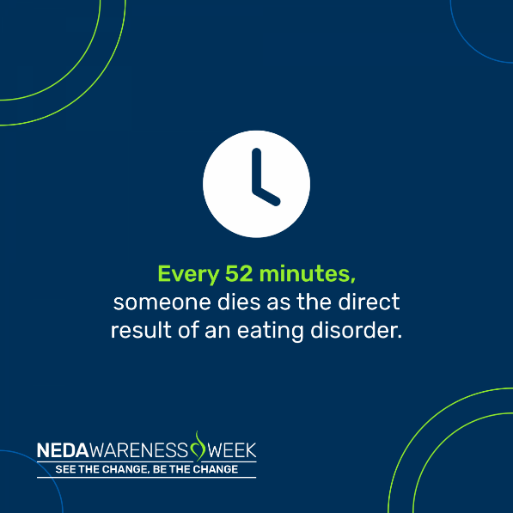 Every 52 minutes,
someone dies as the direct
result of an eating disorder.
NEDAWARENESS WEEK
SEE THE CHANGE, BE THE CHANGE